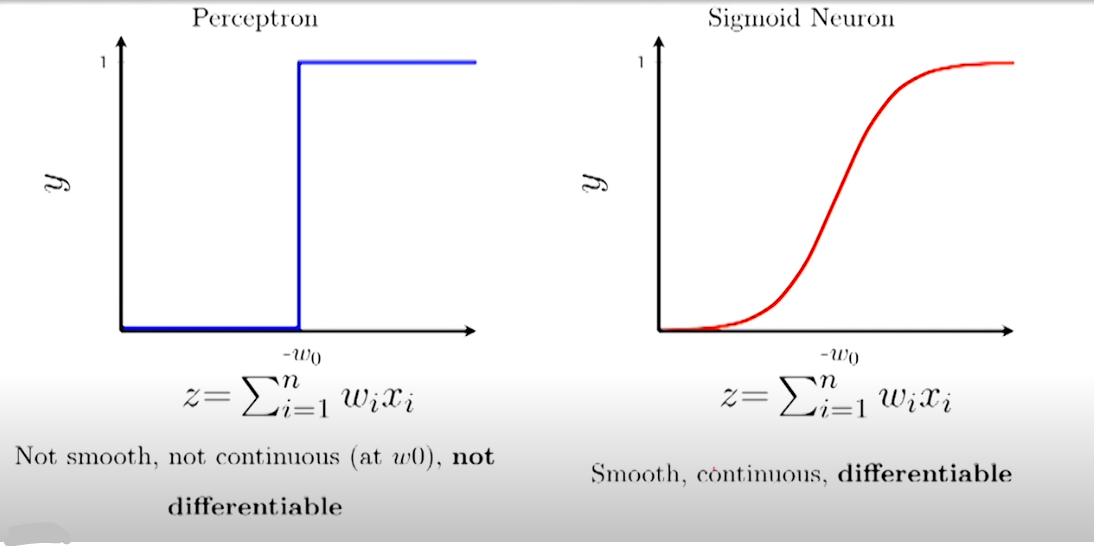 Perceptron
1
y
-w₀
z=∑ⁿᵢ₌₁ wᵢxᵢ
Not smooth, not continuous (at w0), not
differentiable
Sigmoid Neuron
1
y
-w₀
z=∑ⁿᵢ₌₁ wᵢxᵢ
Smooth, continuous, differentiable